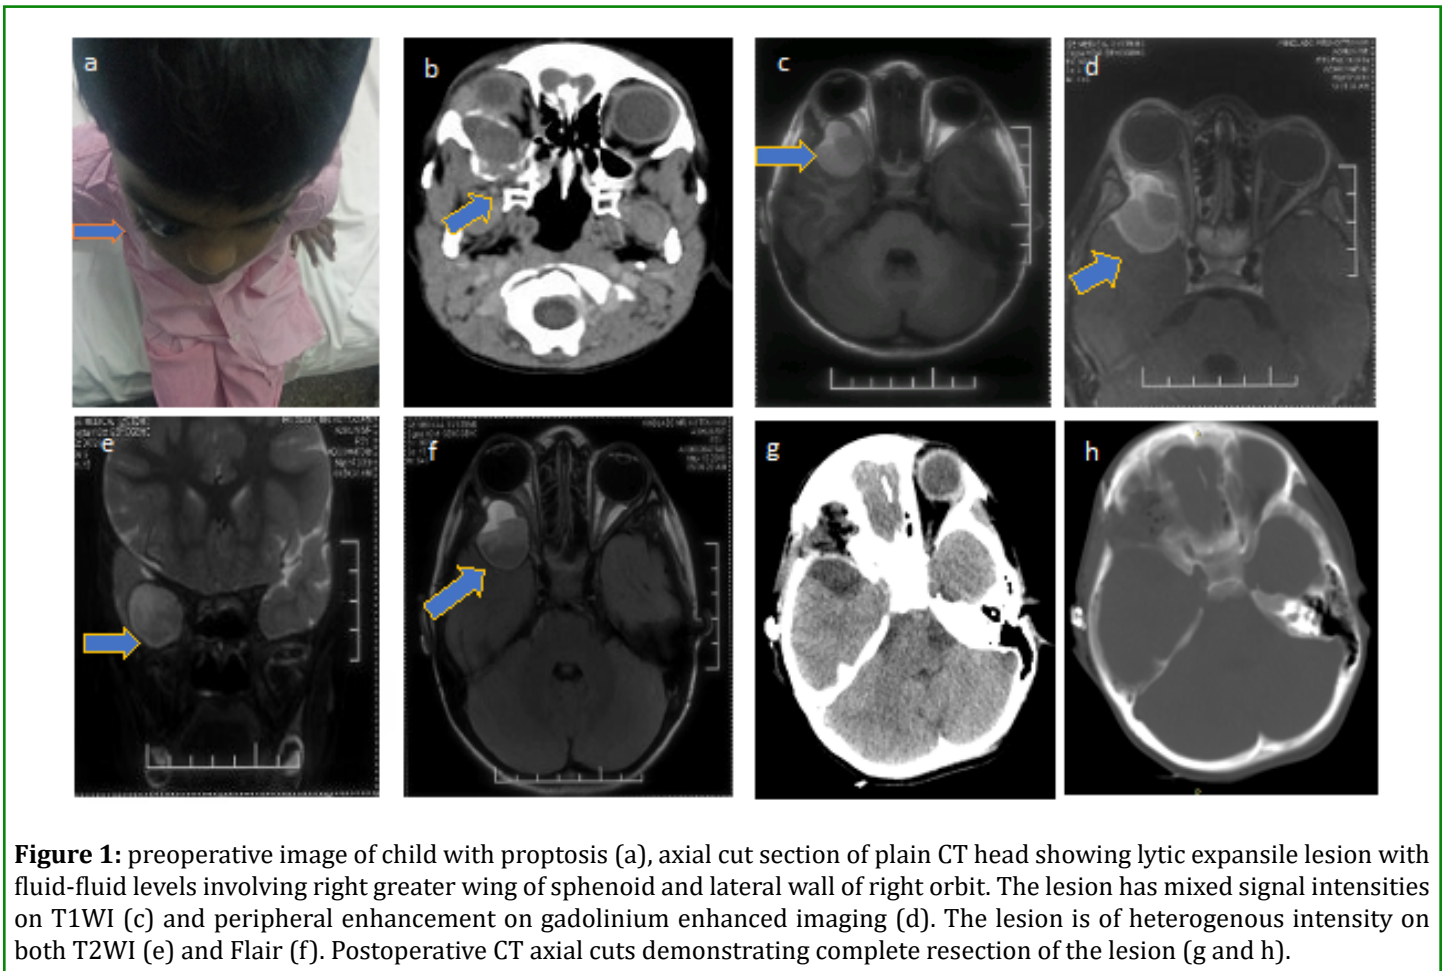 a
b
c
d
e
f
g
h
Figure 1: preoperative image of child with proptosis (a), axial cut section of plain CT head showing lytic expansile lesion with
fluid-fluid levels involving right greater wing of sphenoid and lateral wall of right orbit. The lesion has mixed signal intensities
on T1WI (c) and peripheral enhancement on gadolinium enhanced imaging (d). The lesion is of heterogenous intensity on
both T2WI (e) and Flair (f). Postoperative CT axial cuts demonstrating complete resection of the lesion (g and h).